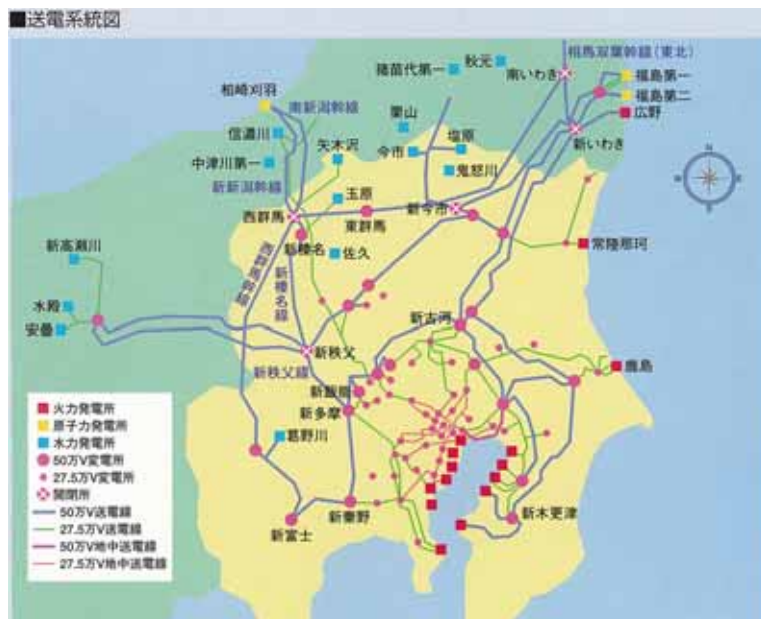 ■送電系統図
相馬双葉幹線(東北)
猪苗代第一
秋元
南いわき
福島第一
福島第二
広野
新いわき
柏崎刈羽
南新潟幹線
信濃川
中津川第一
新新潟幹線
矢木沢
栗山
今市
塩原
鬼怒川
玉原
西群馬
東群馬
新今市
新榛名
佐久
常陸那珂
新高瀬川
水殿
安曇
西群馬幹線
新榛名線
新秩父
新秩父線
新古河
新飯能
新多摩
鹿島
葛野川
新富士
新秦野
新木更津
火力発電所
原子力発電所
水力発電所
50万V変電所
27.5万V変電所
開閉所
50万V送電線
27.5万V送電線
50万V地中送電線
27.5万V地中送電線
N
S